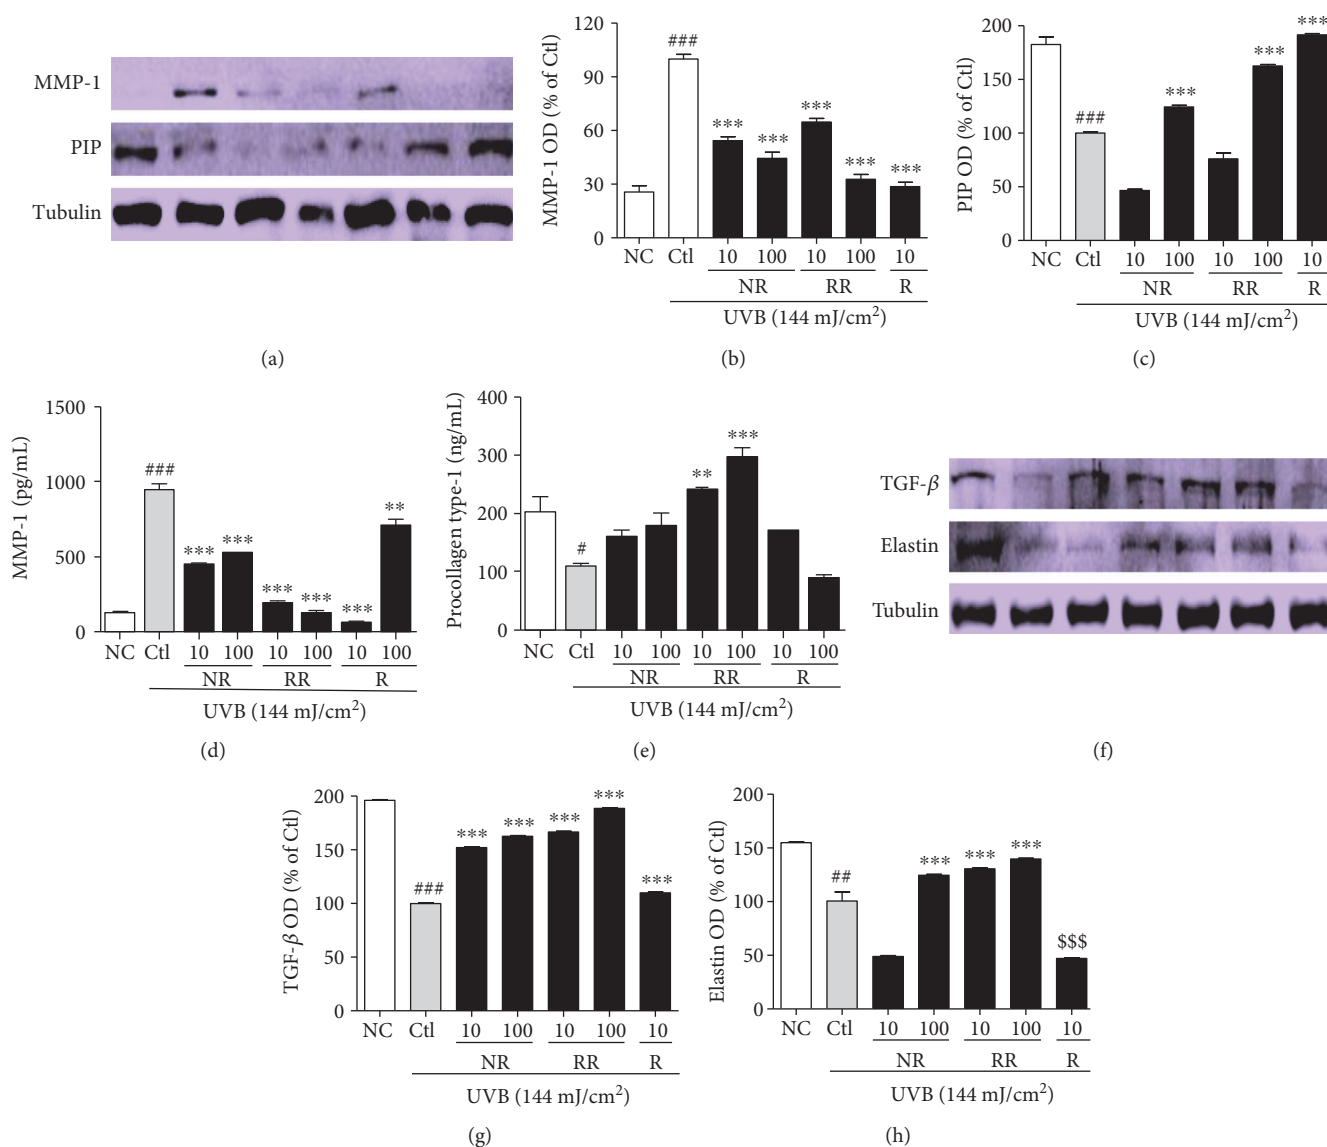 MMP-1
PIP
Tubulin
(a)
MMP-1 OD (% of Ctl)
120
90
60
30
0
###
***
***
***
***
***
NC Ctl 10 100 10 100 10
NR RR R
UVB (144 mJ/cm²)
(b)
PIP OD (% of Ctl)
200
150
100
50
0
###
***
***
***
NC Ctl 10 100 10 100 10
NR RR R
UVB (144 mJ/cm²)
(c)
MMP-1 (pg/mL)
1500
1000
500
0
###
***
***
***
***
***
**
NC Ctl 10 100 10 100 10 100
NR RR R
UVB (144 mJ/cm²)
(d)
Procollagen type-1 (ng/mL)
400
300
200
100
0
#
**
***
NC Ctl 10 100 10 100 10 100
NR RR R
UVB (144 mJ/cm²)
(e)
TGF-β
Elastin
Tubulin
(f)
TGF-β OD (% of Ctl)
200
150
100
50
0
###
***
***
***
***
***
NC Ctl 10 100 10 100 10
NR RR R
UVB (144 mJ/cm²)
(g)
Elastin OD (% of Ctl)
200
150
100
50
0
##
***
***
***
$$$
NC Ctl 10 100 10 100 10
NR RR R
UVB (144 mJ/cm²)
(h)